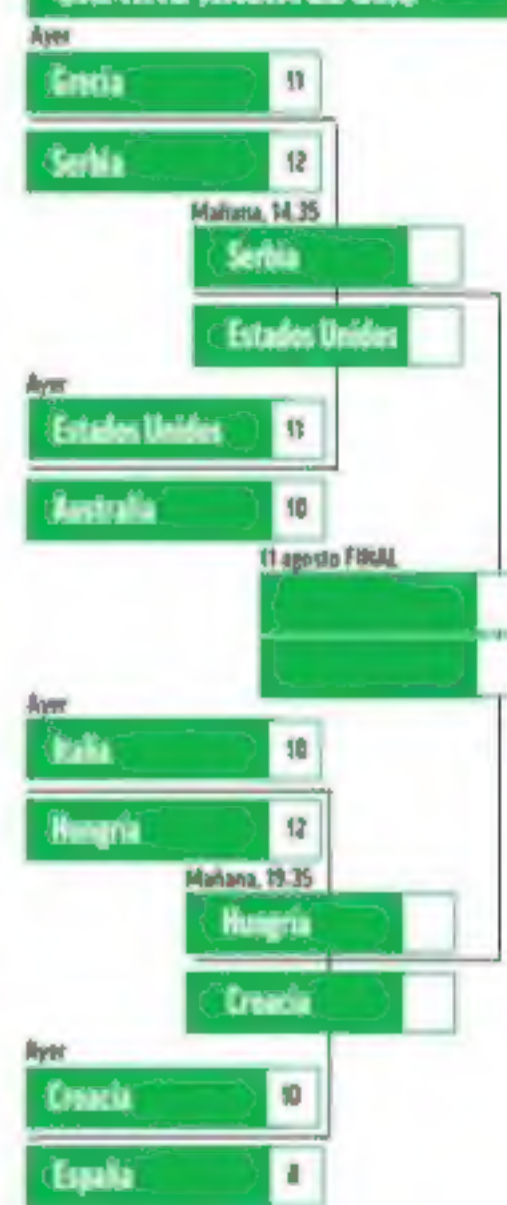 Ayer
Grecia 11
Serbia 12
Mañana, 14.35
Serbia
Estados Unidos
Ayer
Estados Unidos 11
Australia 10
11 agosto FINAL
Ayer
Italia 10
Hungría 12
Mañana, 19.35
Hungría
Croacia
Ayer
Croacia 10
España